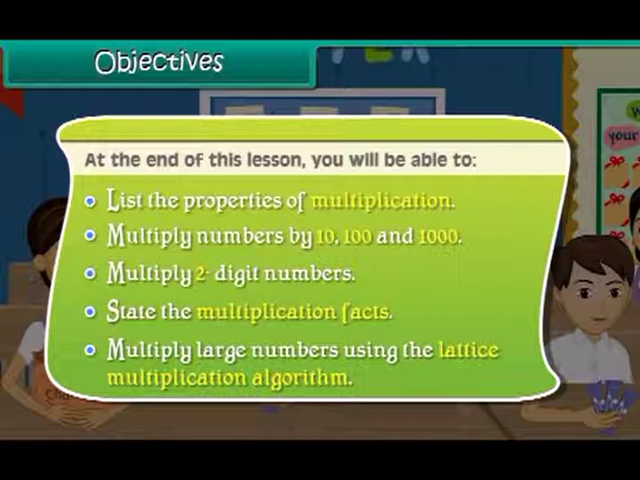 Objectives
At the end of this lesson, you will be able to:
List the properties of multiplication.
Multiply numbers by 10, 100 and 1000.
Multiply 2- digit numbers.
State the multiplication facts.
Multiply large numbers using the lattice
multiplication algorithm.
your